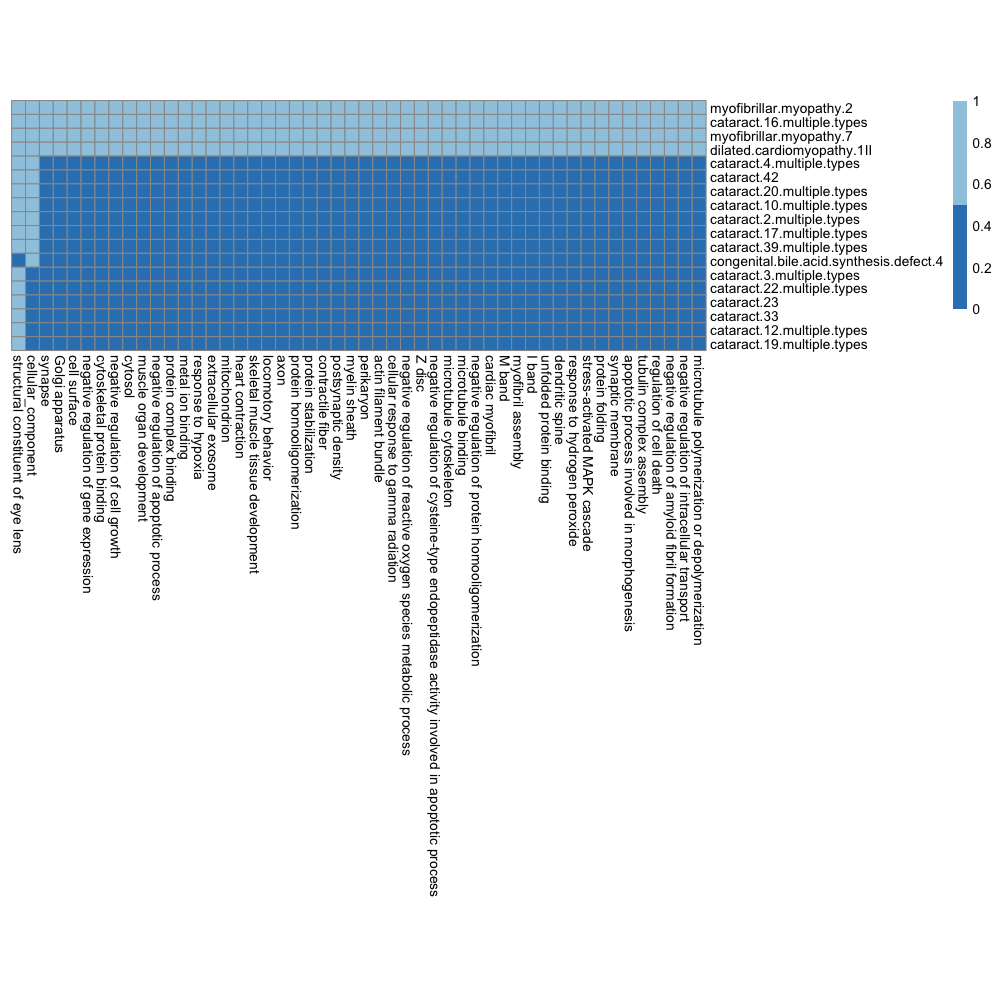 myofibrillar.myopathy.2
cataract.16.multiple.types
myofibrillar.myopathy.7
dilated.cardiomyopathy.1II
cataract.4.multiple.types
cataract.42
cataract.20.multiple.types
cataract.10.multiple.types
cataract.2.multiple.types
cataract.17.multiple.types
cataract.39.multiple.types
congenital.bile.acid.synthesis.defect.4
cataract.3.multiple.types
cataract.22.multiple.types
cataract.23
cataract.33
cataract.12.multiple.types
cataract.19.multiple.types
1
0.8
0.6
0.4
0.2
0
structural constituent of eye lens
cellular_component
synapse
Golgi apparatus
cell surface
negative regulation of gene expression
cytoskeletal protein binding
negative regulation of cell growth
cytosol
muscle organ development
negative regulation of apoptotic process
protein complex binding
metal ion binding
response to hypoxia
extracellular exosome
mitochondrion
heart contraction
skeletal muscle tissue development
locomotory behavior
axon
protein homooligomerization
protein stabilization
contractile fiber
postsynaptic density
myelin sheath
perikaryon
actin filament bundle
cellular response to gamma radiation
negative regulation of reactive oxygen species metabolic process
Z disc
negative regulation of cysteine-type endopeptidase activity involved in apoptotic process
microtubule cytoskeleton
microtubule binding
negative regulation of protein homooligomerization
cardiac myofibril
M band
myofibril assembly
I band
unfolded protein binding
dendritic spine
response to hydrogen peroxide
stress-activated MAPK cascade
protein folding
synaptic membrane
apoptotic process involved in morphogenesis
tubulin complex assembly
regulation of cell death
negative regulation of amyloid fibril formation
negative regulation of intracellular transport
microtubule polymerization or depolymerization